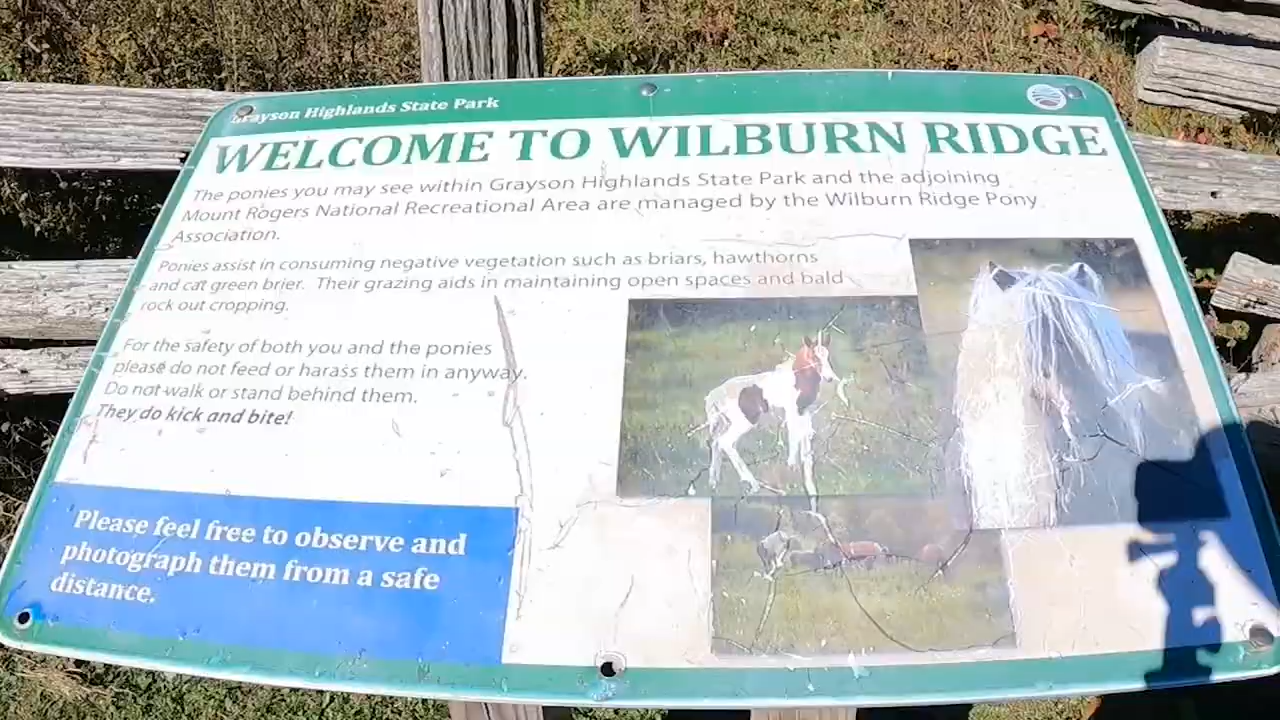 Grayson Highlands State Park
WELCOME TO WILBURN RIDGE
The ponies you may see within Grayson Highlands State Park and the adjoining
Mount Rogers National Recreational Area are managed by the Wilburn Ridge Pony
Association.
Ponies assist in consuming negative vegetation such as briars, hawthorns
and cat green brier. Their grazing aids in maintaining open spaces and bald
rock out cropping.
For the safety of both you and the ponies
please do not feed or harass them in anyway.
Do not walk or stand behind them.
They do kick and bite!
Please feel free to observe and
photograph them from a safe
distance.